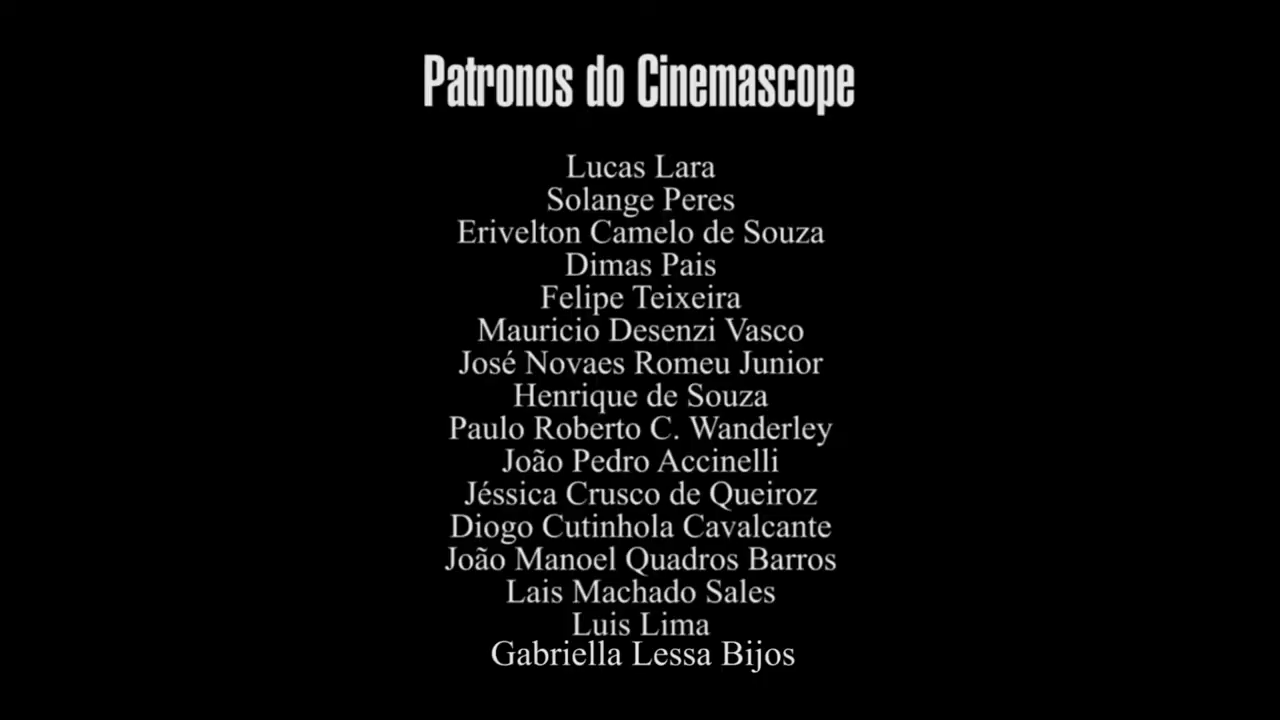 Patronos do Cinemascope
Lucas Lara
Solange Peres
Erivelton Camelo de Souza
Dimas Pais
Felipe Teixeira
Mauricio Desenzi Vasco
José Novaes Romeu Junior
Henrique de Souza
Paulo Roberto C. Wanderley
João Pedro Accinelli
Jéssica Crusco de Queiroz
Diogo Cutinhola Cavalcante
João Manoel Quadros Barros
Lais Machado Sales
Luis Lima
Gabriella Lessa Bijos